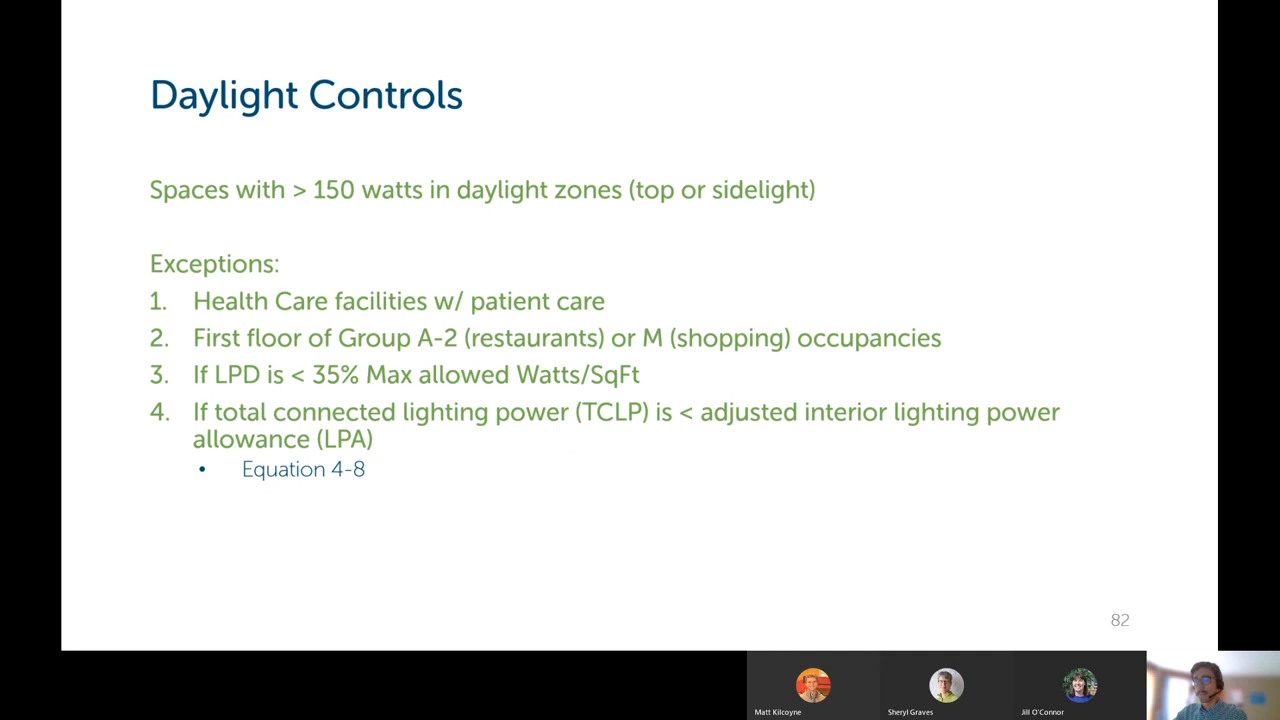 Daylight Controls
Spaces with > 150 watts in daylight zones (top or sidelight)
Exceptions:
1. Health Care facilities w/ patient care
2. First floor of Group A-2 (restaurants) or M (shopping) occupancies
3. If LPD is < 35% Max allowed Watts/SqFt
4. If total connected lighting power (TCLP) is < adjusted interior lighting power
allowance (LPA)
• Equation 4-8
82
Matt Kilcoyne
Sheryl Graves
Jill O'Connor